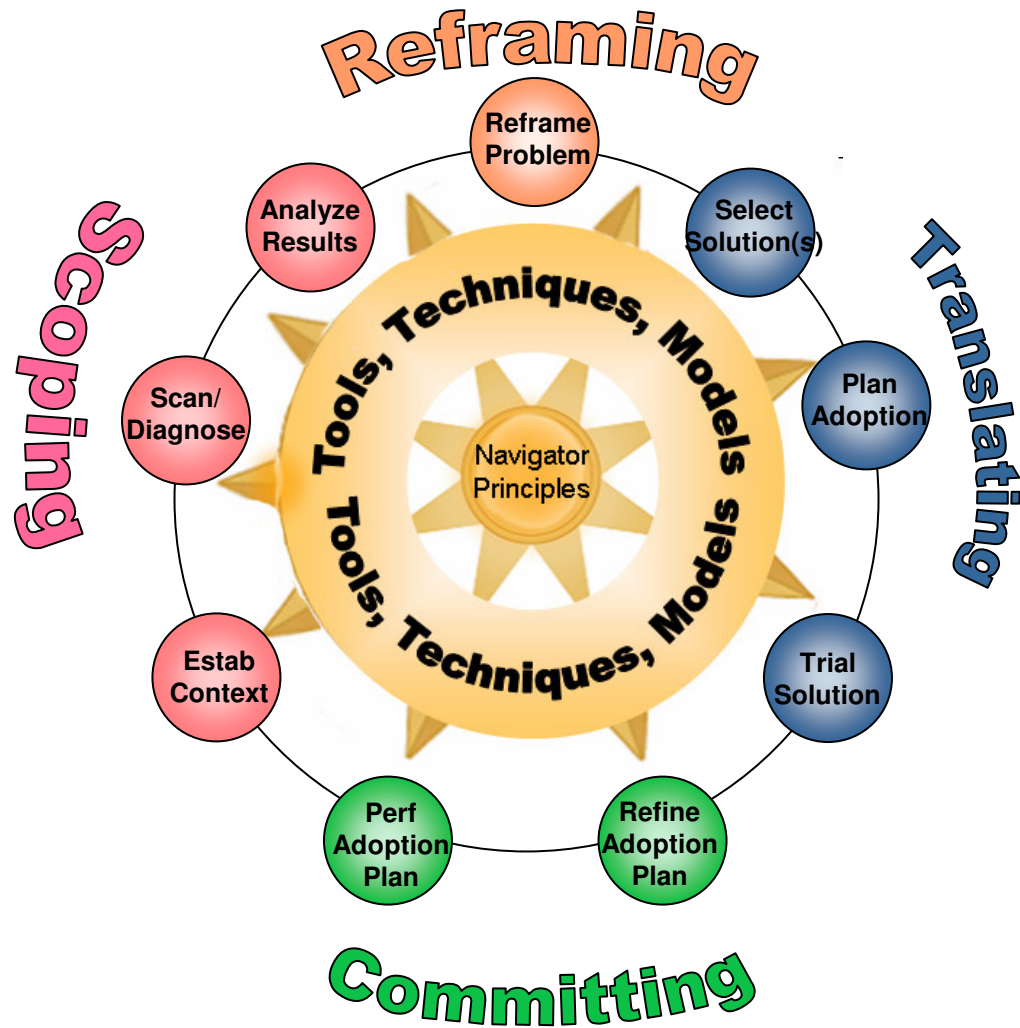 Reframing
Reframe
Problem
Analyze
Results
Select
Solution(s)
Scoping
Translating
Tools, Techniques, Models
Scan/
Diagnose
Plan
Adoption
Navigator
Principles
Tools, Techniques, Models
Estab
Context
Trial
Solution
Perf
Adoption
Plan
Refine
Adoption
Plan
Committing